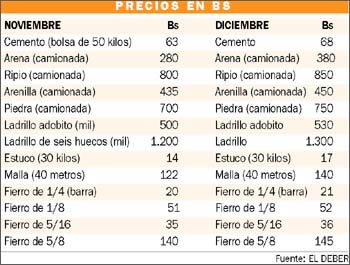 PRECIOS EN BS
NOVIEMBRE Bs DICIEMBRE Bs
Cemento (bolsa de 50 kilos) 63 Cemento 68
Arena (camionada) 280 Arena (camionada) 380
Ripio (camionada) 800 Ripio (camionada) 850
Arenilla (camionada) 435 Arenilla (camionada) 450
Piedra (camionada) 700 Piedra (camionada) 750
Ladrillo adobito (mil) 500 Ladrillo adobito 530
Ladrillo de seis huecos (mil) 1.200 Ladrillo 1.300
Estuco (30 kilos) 14 Estuco (30 kilos) 17
Malla (40 metros) 122 Malla (40 metros) 140
Fierro de 1/4 (barra) 20 Fierro de 1/4 (barra) 21
Fierro de 1/8 51 Fierro de 1/8 52
Fierro de 5/16 35 Fierro de 5/16 36
Fierro de 5/8 140 Fierro de 5/8 145
Fuente: EL DEBER